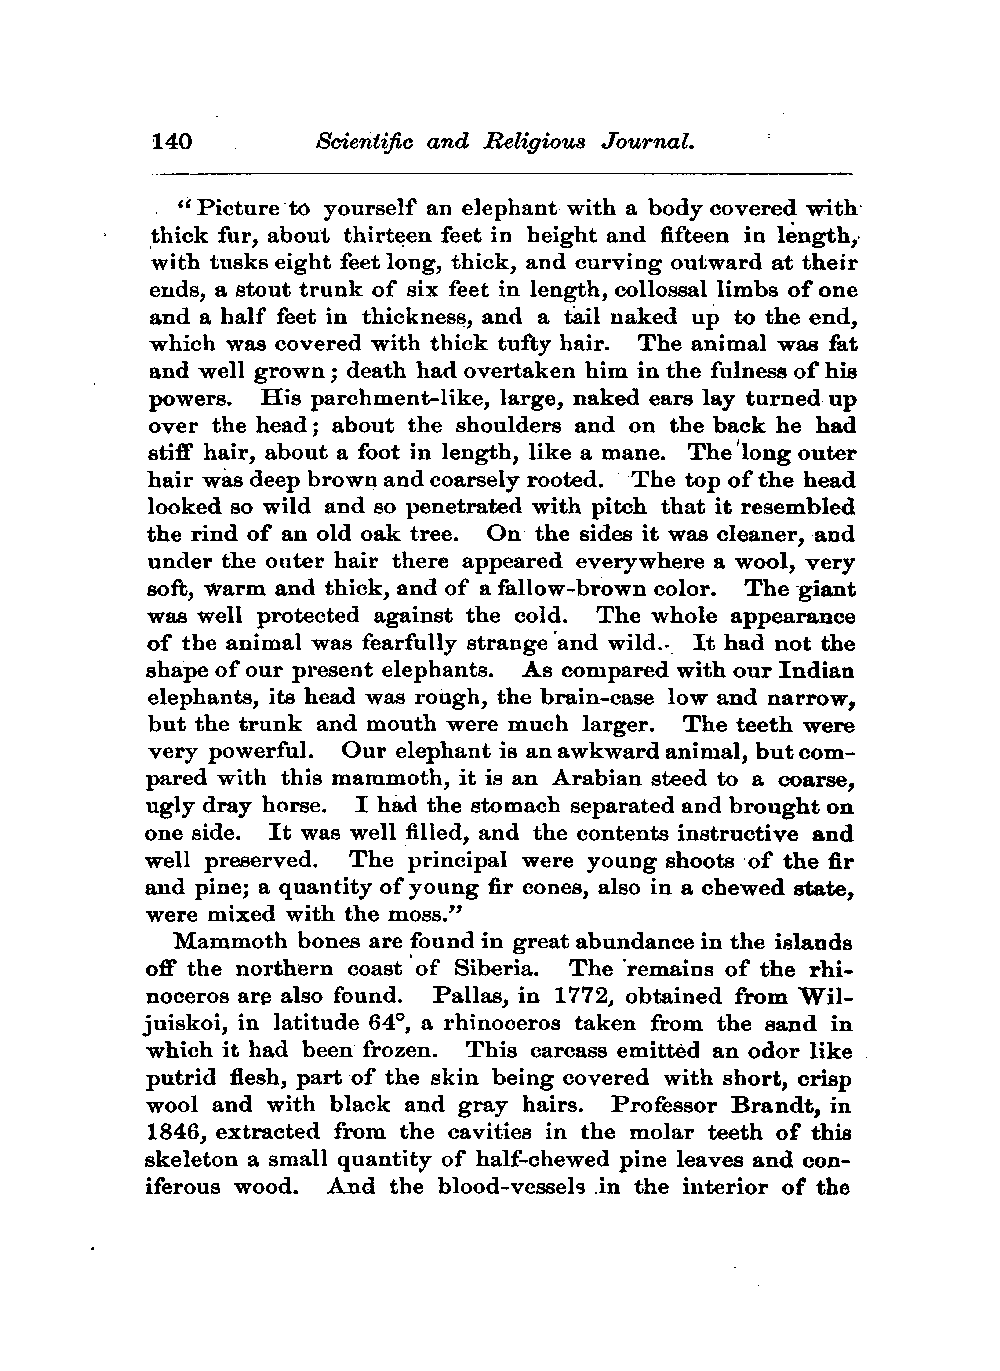 140 Scientific and Religious Journal.
“Picture to yourself an elephant with a body covered with
thick fur, about thirteen feet in height and fifteen in length,
with tusks eight feet long, thick, and curving outward at their
ends, a stout trunk of six feet in length, collossal limbs of one
and a half feet in thickness, and a tail naked up to the end,
which was covered with thick tufty hair. The animal was fat
and well grown; death had overtaken him in the fulness of his
powers. His parchment-like, large, naked ears lay turned up
over the head; about the shoulders and on the back he had
stiff hair, about a foot in length, like a mane. The long outer
hair was deep brown and coarsely rooted. The top of the head
looked so wild and so penetrated with pitch that it resembled
the rind of an old oak tree. On the sides it was cleaner, and
under the outer hair there appeared everywhere a wool, very
soft, warm and thick, and of a fallow-brown color. The giant
was well protected against the cold. The whole appearance
of the animal was fearfully strange and wild. It had not the
shape of our present elephants. As compared with our Indian
elephants, its head was rough, the brain-case low and narrow,
but the trunk and mouth were much larger. The teeth were
very powerful. Our elephant is an awkward animal, but com-
pared with this mammoth, it is an Arabian steed to a coarse,
ugly dray horse. I had the stomach separated and brought on
one side. It was well filled, and the contents instructive and
well preserved. The principal were young shoots of the fir
and pine; a quantity of young fir cones, also in a chewed state,
were mixed with the moss.”
Mammoth bones are found in great abundance in the islands
off the northern coast of Siberia. The remains of the rhi-
noceros are also found. Pallas, in 1772, obtained from Wil-
juiskoi, in latitude 64°, a rhinoceros taken from the sand in
which it had been frozen. This carcass emitted an odor like
putrid flesh, part of the skin being covered with short, crisp
wool and with black and gray hairs. Professor Brandt, in
1846, extracted from the cavities in the molar teeth of this
skeleton a small quantity of half-chewed pine leaves and con-
iferous wood. And the blood-vessels in the interior of the